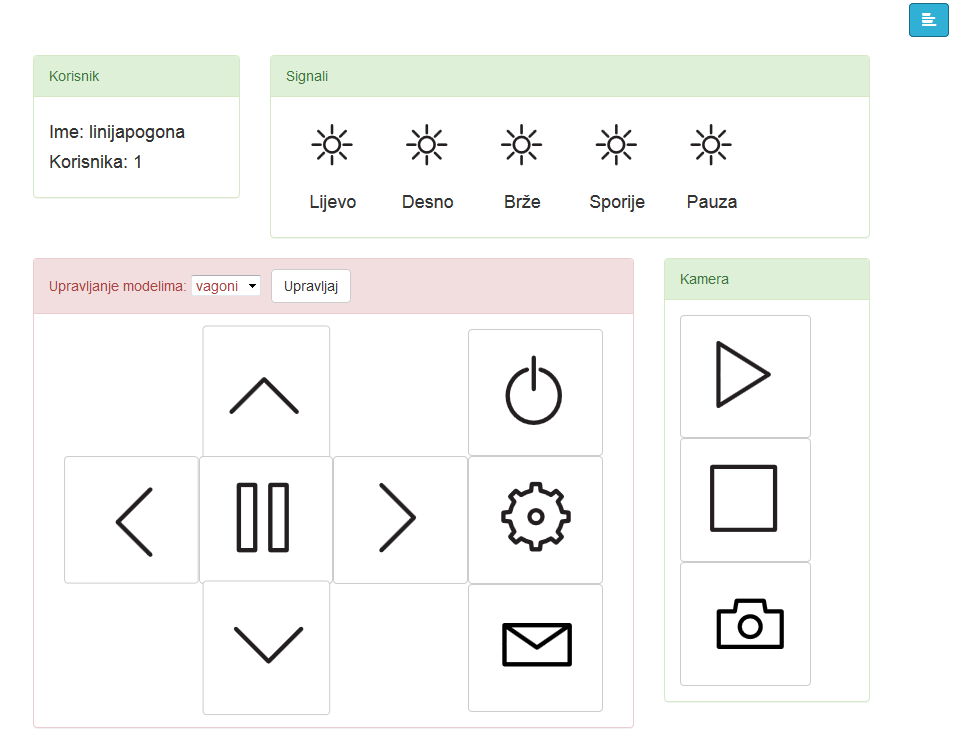 Korisnik
Ime: linijapogona
Korisnika: 1
Signali
Lijevo Desno Brže Sporije Pauza
Upravljanje modelima: vagoni Upravljaj
Kamera